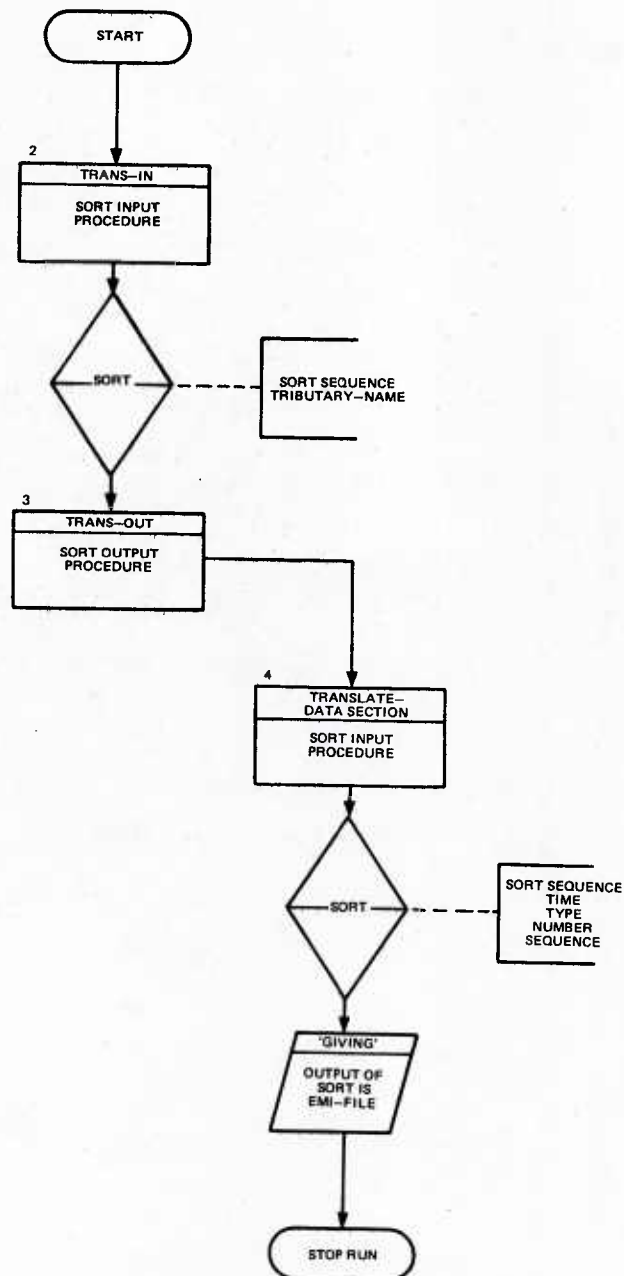 START
2
TRANS-IN
SORT INPUT
PROCEDURE
SORT
SORT SEQUENCE
TRIBUTARY-NAME
3
TRANS-OUT
SORT OUTPUT
PROCEDURE
4
TRANSLATE-
DATA SECTION
SORT INPUT
PROCEDURE
SORT
SORT SEQUENCE
TIME
TYPE
NUMBER
SEQUENCE
'GIVING'
OUTPUT OF
SORT IS
EMI-FILE
STOP RUN